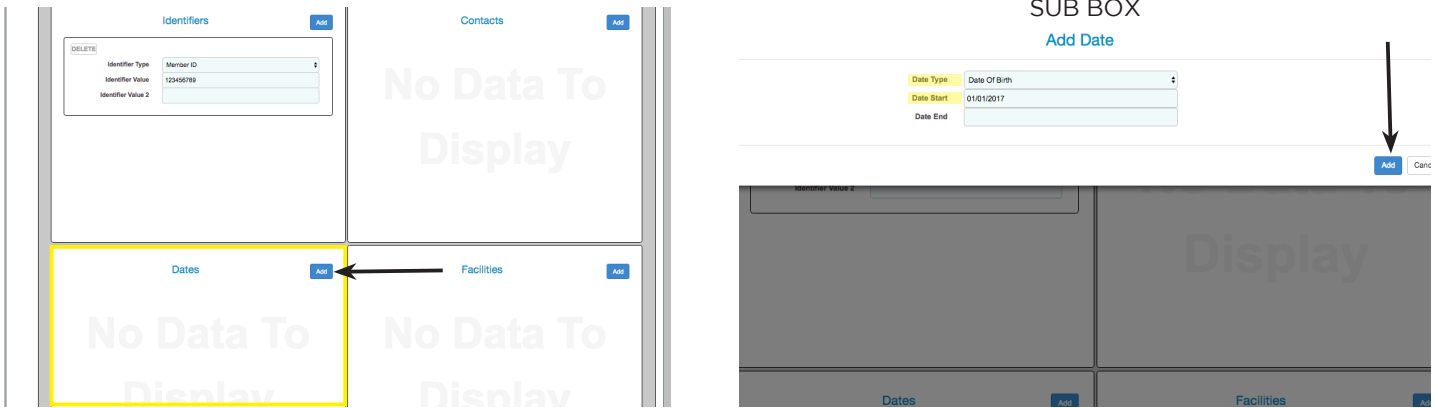 Identifiers
Add
DELETE
Identifier Type
Member ID
Identifier Value
123456789
Identifier Value 2
Contacts
Add
No Data To
Display
Dates
Add
No Data To
Display
Facilities
Add
No Data To
Display
SUB BOX
Add Date
Date Type
Date Of Birth
Date Start
01/01/2017
Date End
Add
Canc
Identifier Value 2
Display
Dates
Add
Facilities
Add